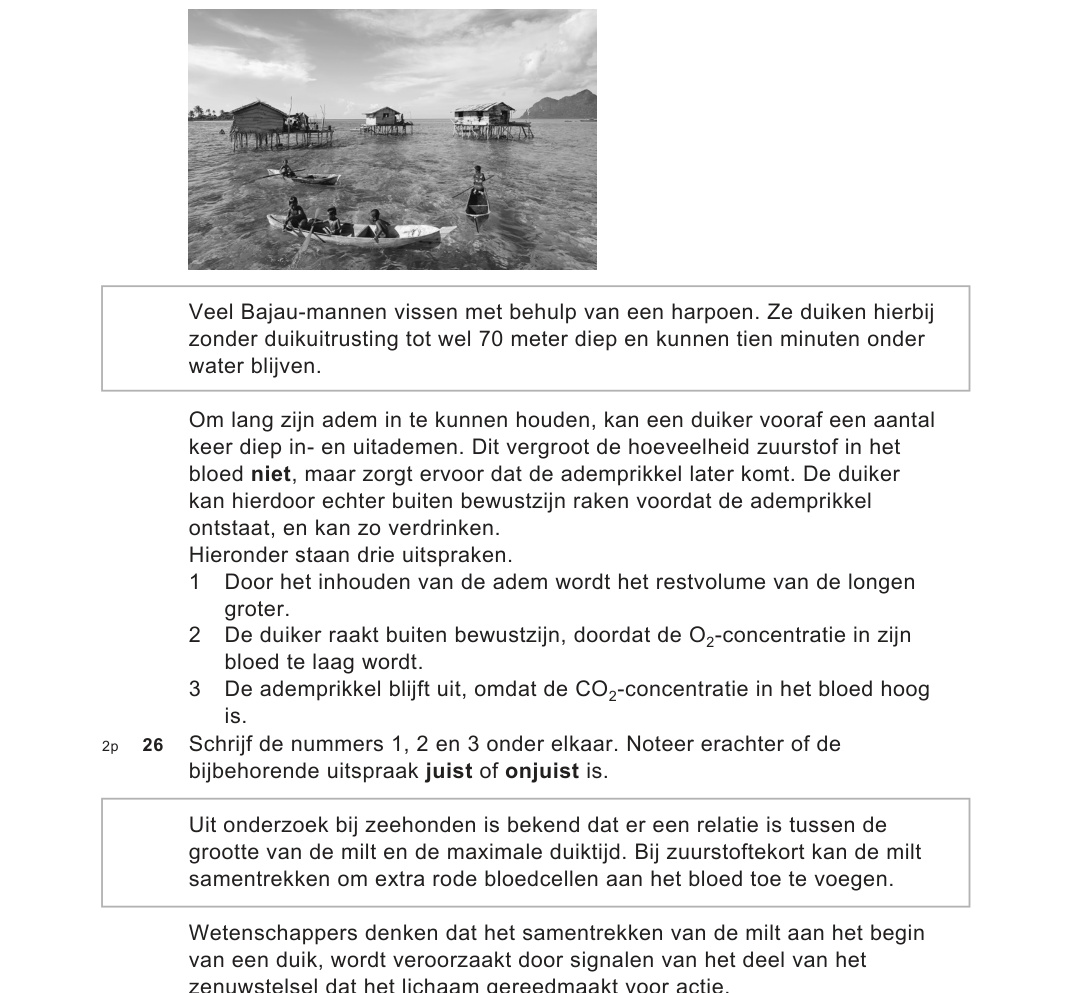 Veel Bajau-mannen vissen met behulp van een harpoen. Ze duiken hierbij
zonder duikuitrusting tot wel 70 meter diep en kunnen tien minuten onder
water blijven.
Om lang zijn adem in te kunnen houden, kan een duiker vooraf een aantal
keer diep in- en uitademen. Dit vergroot de hoeveelheid zuurstof in het
bloed niet, maar zorgt ervoor dat de ademprikkel later komt. De duiker
kan hierdoor echter buiten bewustzijn raken voordat de ademprikkel
ontstaat, en kan zo verdrinken.
Hieronder staan drie uitspraken.
1 Door het inhouden van de adem wordt het restvolume van de longen
groter.
2 De duiker raakt buiten bewustzijn, doordat de O₂-concentratie in zijn
bloed te laag wordt.
3 De ademprikkel blijft uit, omdat de CO₂-concentratie in het bloed hoog
is.
2p 26 Schrijf de nummers 1, 2 en 3 onder elkaar. Noteer erachter of de
bijbehorende uitspraak juist of onjuist is.
Uit onderzoek bij zeehonden is bekend dat er een relatie is tussen de
grootte van de milt en de maximale duiktijd. Bij zuurstoftekort kan de milt
samentrekken om extra rode bloedcellen aan het bloed toe te voegen.
Wetenschappers denken dat het samentrekken van de milt aan het begin
van een duik, wordt veroorzaakt door signalen van het deel van het
zenuwstelsel dat het lichaam gereedmaakt voor actie.